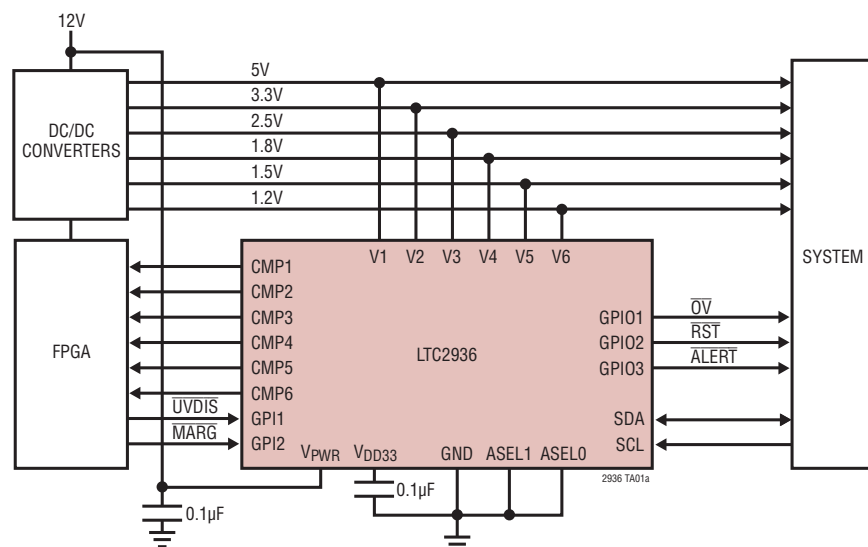 12V
DC/DC
CONVERTERS
5V
3.3V
2.5V
1.8V
1.5V
1.2V
SYSTEM
V1 V2 V3 V4 V5 V6
FPGA
CMP1
CMP2
CMP3
CMP4
CMP5
CMP6
UVDIS GPI1
MARG GPI2
LTC2936
GPIO1 OV
GPIO2 RST
GPIO3 ALERT
SDA
SCL
VPWR VDD33 GND ASEL1 ASEL0
2936 TA01a
0.1µF
0.1µF